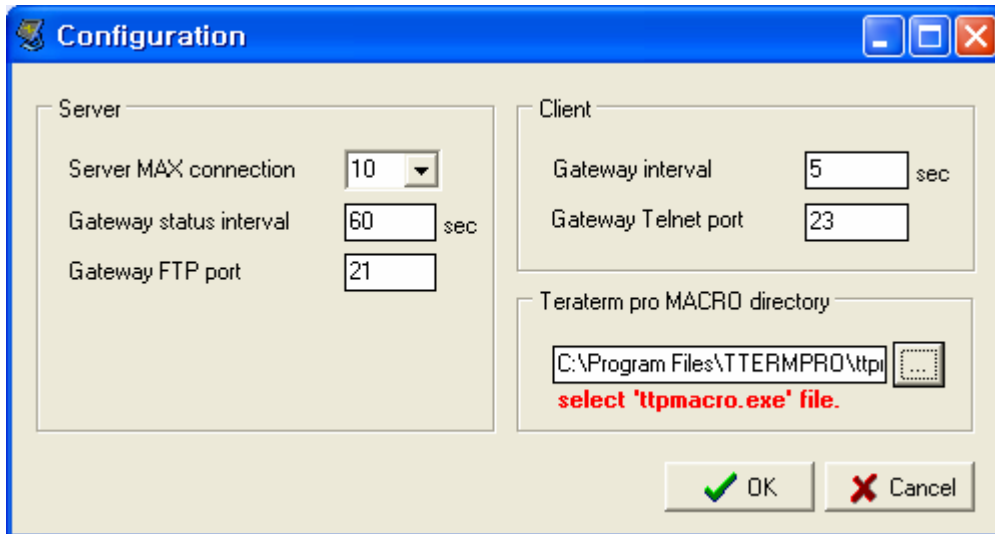 Configuration
Server
Server MAX connection 10
Gateway status interval 60 sec
Gateway FTP port 21
Client
Gateway interval 5 sec
Gateway Telnet port 23
Teraterm pro MACRO directory
C:\Program Files\TTERMPRO\ttp ...
select 'ttpmacro.exe' file.
OK Cancel